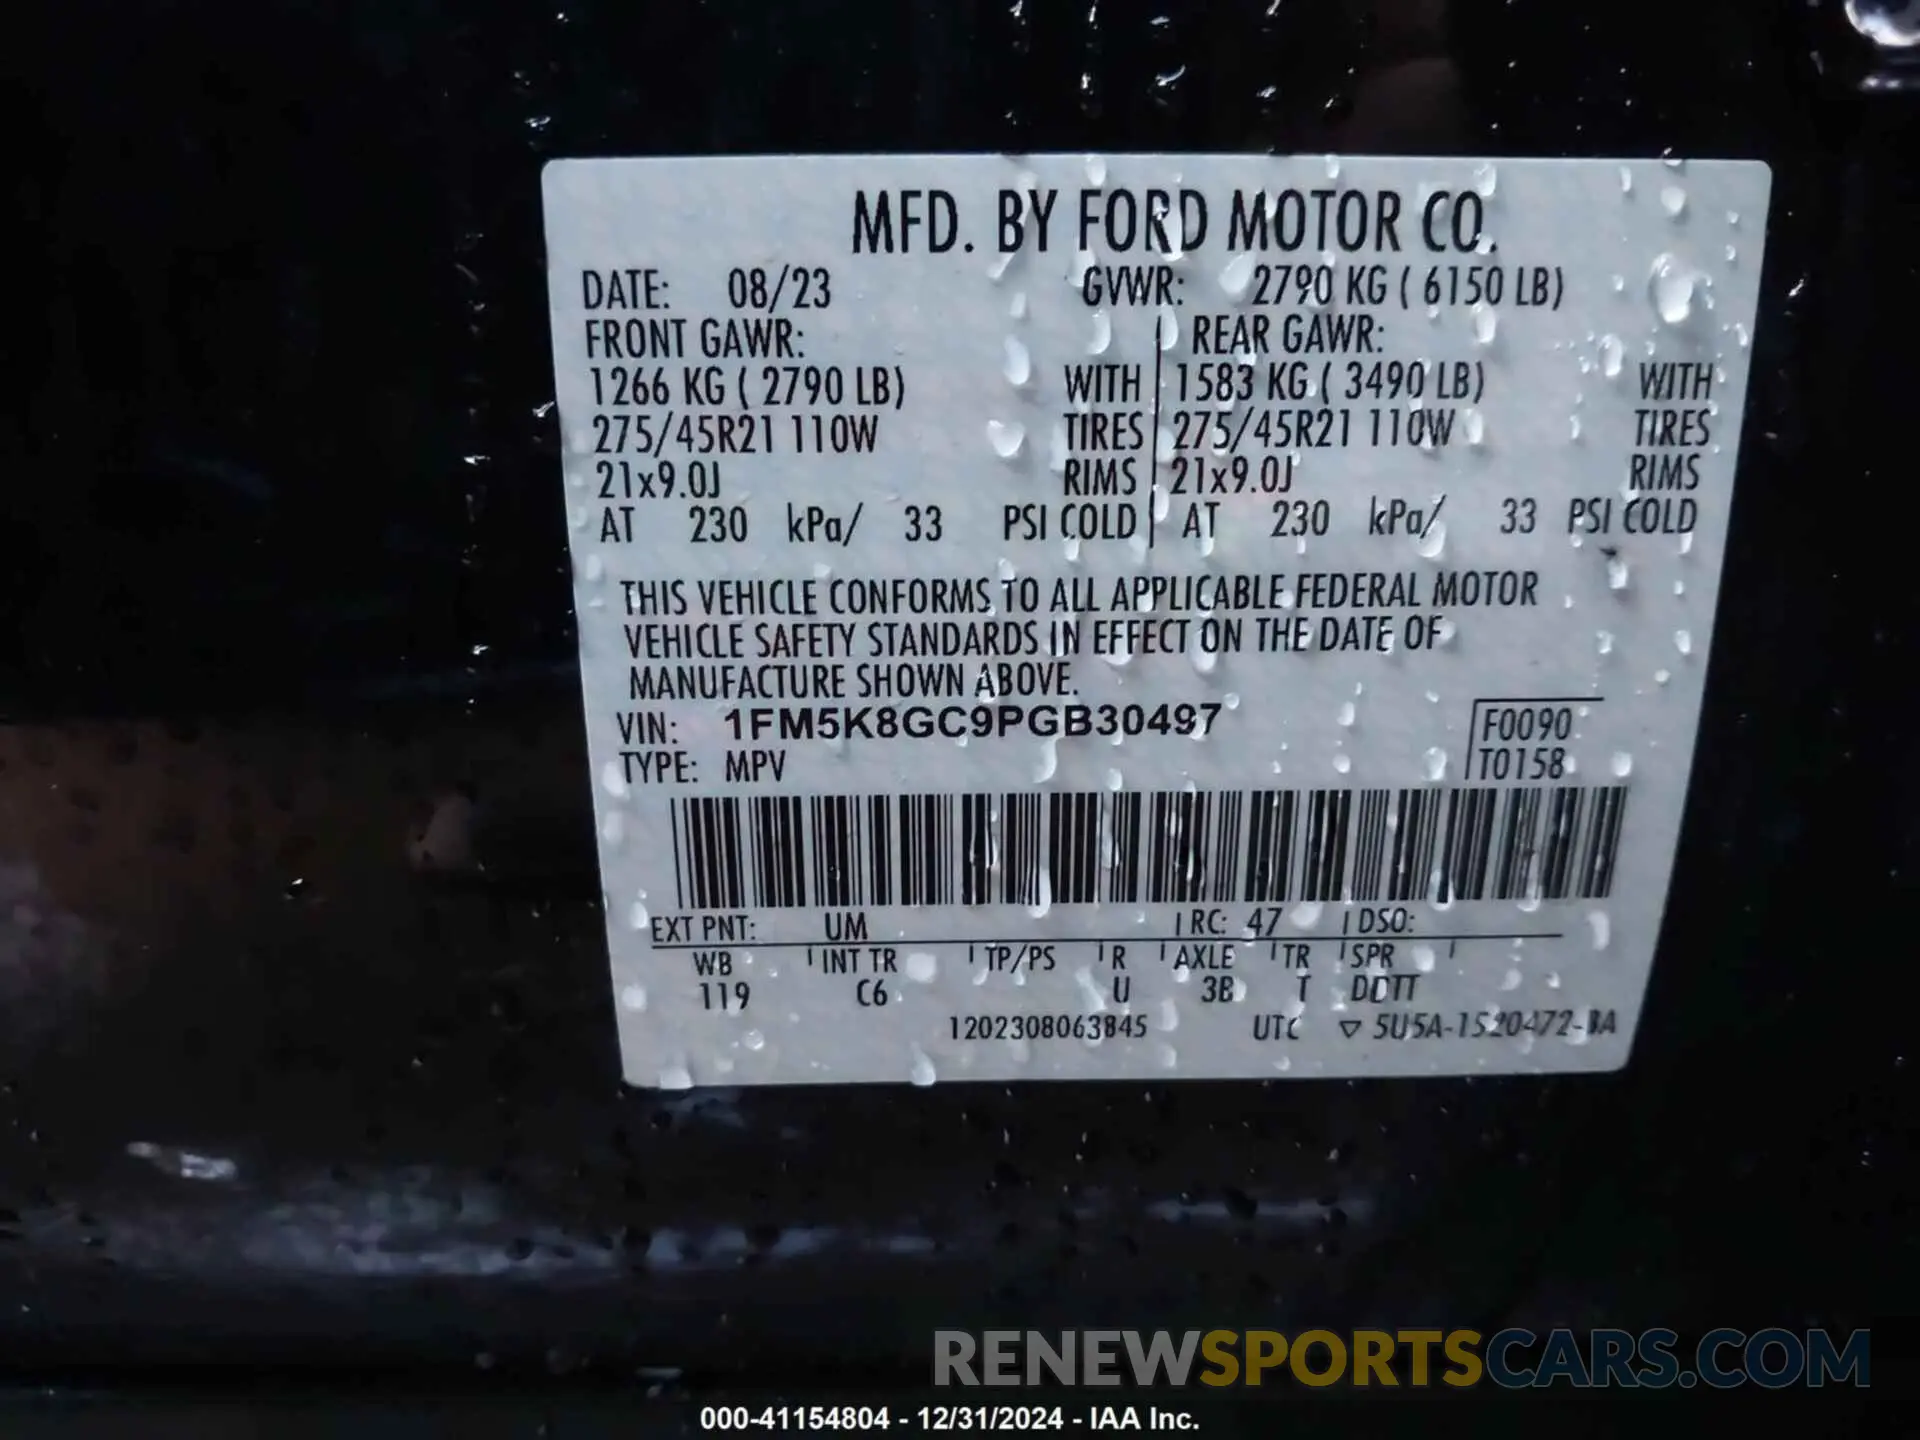 MFD. BY FORD MOTOR CO.
DATE: 08/23 GVWR: 2790 KG ( 6150 LB)
FRONT GAWR: REAR GAWR:
1266 KG ( 2790 LB) WITH 1583 KG ( 3490 LB) WITH
275/45R21 110W TIRES 275/45R21 110W TIRES
21x9.0J RIMS 21x9.0J RIMS
AT 230 kPa/ 33 PSI COLD AT 230 kPa/ 33 PSI COLD
THIS VEHICLE CONFORMS TO ALL APPLICABLE FEDERAL MOTOR
VEHICLE SAFETY STANDARDS IN EFFECT ON THE DATE OF
MANUFACTURE SHOWN ABOVE.
VIN: 1FM5K8GC9PGB30497 F0090
TYPE: MPV T0158
EXT PNT: UM RC: 47 DSO:
WB INT TR TP/PS R AXLE TR SPR
119 C6 U 3B T DDTT
1202308063845 UTC ▽ 5U5A-1520472-BA
RENEWSPORTSCARS.COM
000-41154804 - 12/31/2024 - IAA Inc.